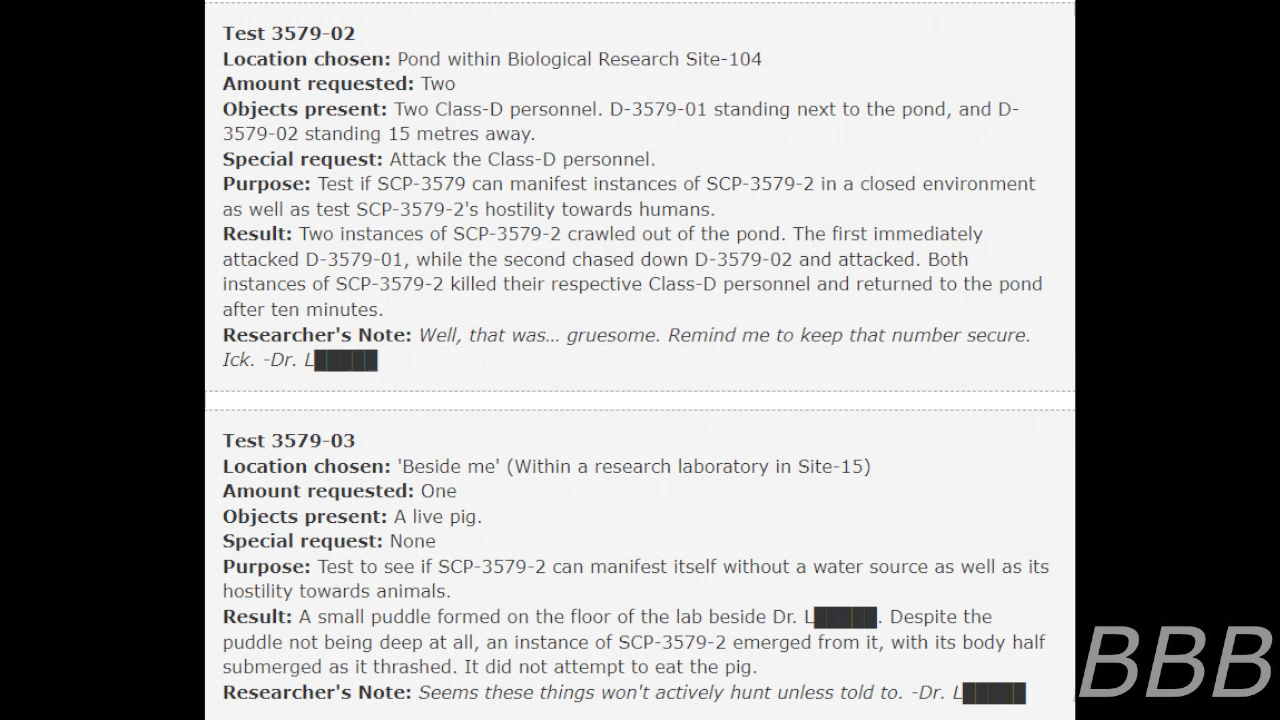 Test 3579-02
Location chosen: Pond within Biological Research Site-104
Amount requested: Two
Objects present: Two Class-D personnel. D-3579-01 standing next to the pond, and D-
3579-02 standing 15 metres away.
Special request: Attack the Class-D personnel.
Purpose: Test if SCP-3579 can manifest instances of SCP-3579-2 in a closed environment
as well as test SCP-3579-2's hostility towards humans.
Result: Two instances of SCP-3579-2 crawled out of the pond. The first immediately
attacked D-3579-01, while the second chased down D-3579-02 and attacked. Both
instances of SCP-3579-2 killed their respective Class-D personnel and returned to the pond
after ten minutes.
Researcher's Note: Well, that was... gruesome. Remind me to keep that number secure.
Ick. -Dr. L█████
Test 3579-03
Location chosen: 'Beside me' (Within a research laboratory in Site-15)
Amount requested: One
Objects present: A live pig.
Special request: None
Purpose: Test to see if SCP-3579-2 can manifest itself without a water source as well as its
hostility towards animals.
Result: A small puddle formed on the floor of the lab beside Dr. L█████. Despite the
puddle not being deep at all, an instance of SCP-3579-2 emerged from it, with its body half
submerged as it thrashed. It did not attempt to eat the pig.
Researcher's Note: Seems these things won't actively hunt unless told to. -Dr. L█████
BBB